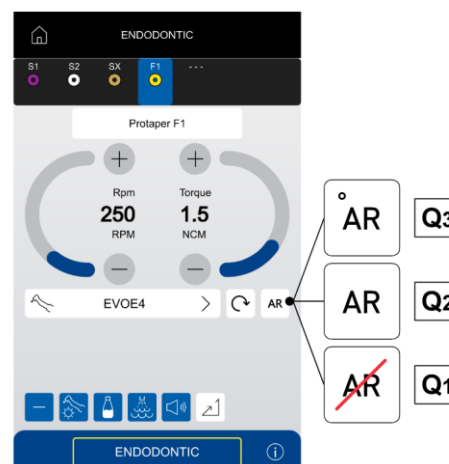 ENDODONTIC
S1 S2 SX F1 ---
Protaper F1
+ +
Rpm Torque
250 1.5
RPM NCM
EVOE4 > AR
ENDODONTIC
°AR Q3
AR Q2
AR Q1